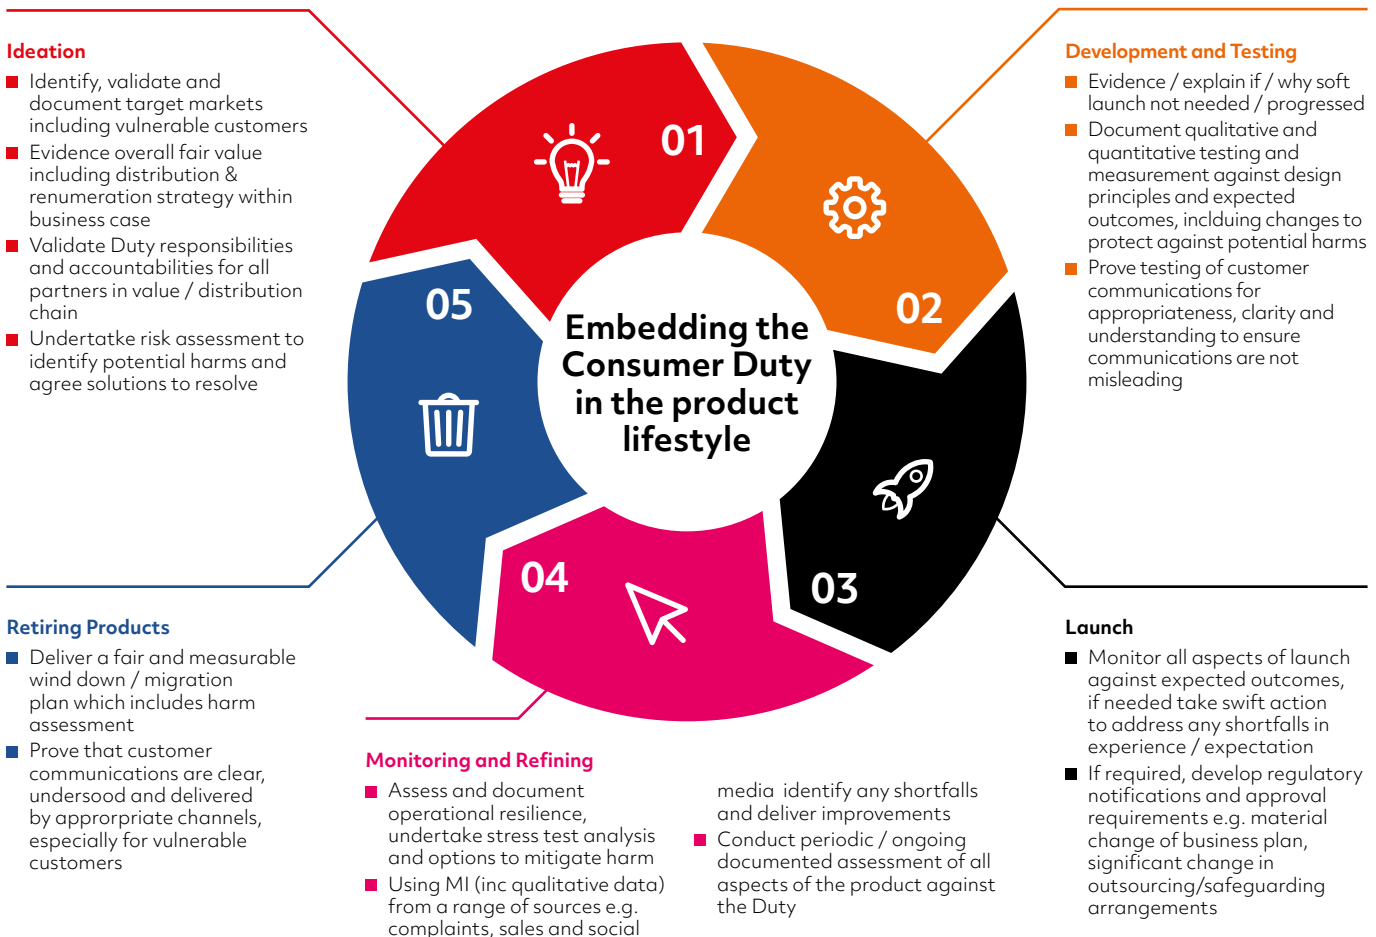 Ideation
Identify, validate and
document target markets
including vulnerable customers
Evidence overall fair value
including distribution &
renumeration strategy within
business case
Validate Duty responsibilities
and accountabilities for all
partners in value / distribution
chain
Undertatke risk assessment to
identify potential harms and
agree solutions to resolve
01
02
03
04
05
Embedding the
Consumer Duty
in the product
lifestyle
Development and Testing
Evidence / explain if / why soft
launch not needed / progressed
Document qualitative and
quantitative testing and
measurement against design
principles and expected
outcomes, inclduing changes to
protect against potential harms
Prove testing of customer
communications for
appropriateness, clarity and
understanding to ensure
communications are not
misleading
Launch
Monitor all aspects of launch
against expected outcomes,
if needed take swift action
to address any shortfalls in
experience / expectation
If required, develop regulatory
notifications and approval
requirements e.g. material
change of business plan,
significant change in
outsourcing/safeguarding
arrangements
Monitoring and Refining
Assess and document
operational resilience,
undertake stress test analysis
and options to mitigate harm
Using MI (inc qualitative data)
from a range of sources e.g.
complaints, sales and social
media identify any shortfalls
and deliver improvements
Conduct periodic / ongoing
documented assessment of all
aspects of the product against
the Duty
Retiring Products
Deliver a fair and measurable
wind down / migration
plan which includes harm
assessment
Prove that customer
communications are clear,
undersood and delivered
by approrpriate channels,
especially for vulnerable
customers